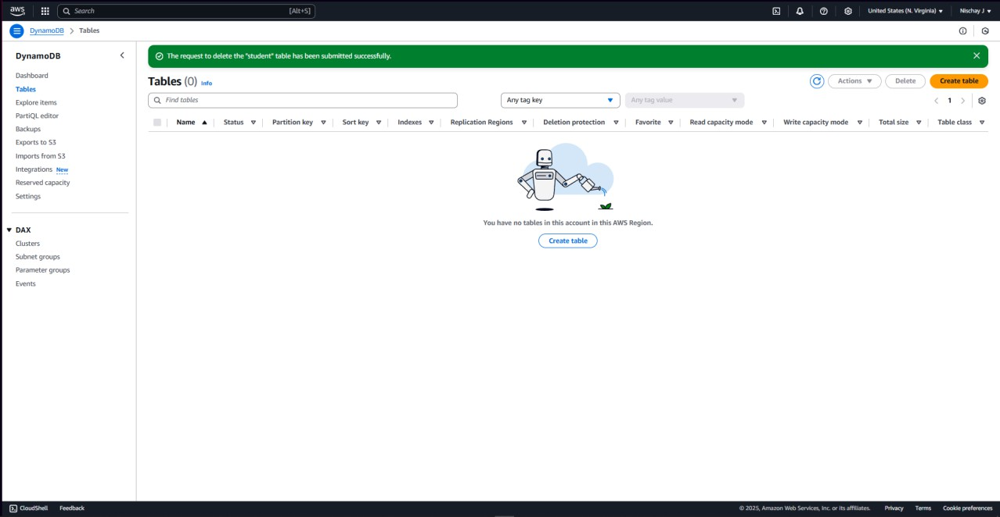 aws Search [Alt+S] United States (N. Virginia) Nischay J
DynamoDB > Tables
DynamoDB
Dashboard
Tables
Explore items
PartiQL editor
Backups
Exports to S3
Imports from S3
Integrations New
Reserved capacity
Settings
DAX
Clusters
Subnet groups
Parameter groups
Events
The request to delete the "student" table has been submitted successfully.
Tables (0) Info Actions Delete Create table
Find tables Any tag key Any tag value 1
Name Status Partition key Sort key Indexes Replication Regions Deletion protection Favorite Read capacity mode Write capacity mode Total size Table class
You have no tables in this account in this AWS Region.
Create table
CloudShell Feedback © 2025, Amazon Web Services, Inc. or its affiliates. Privacy Terms Cookie preferences